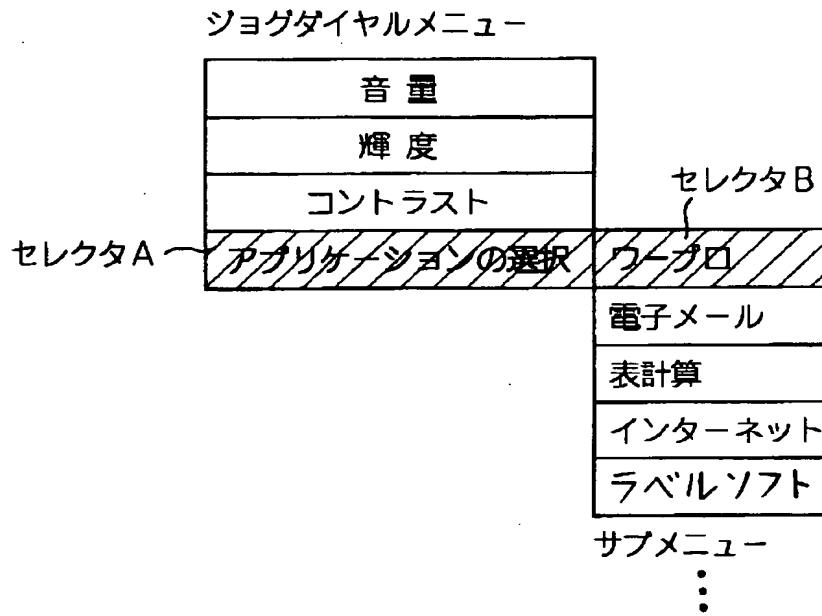 ジョグダイヤルメニュー
音量
輝度
コントラスト
セレクタB
セレクタA
アプリケーションの選択
ワープロ
電子メール
表計算
インターネット
ラベルソフト
サブメニュー